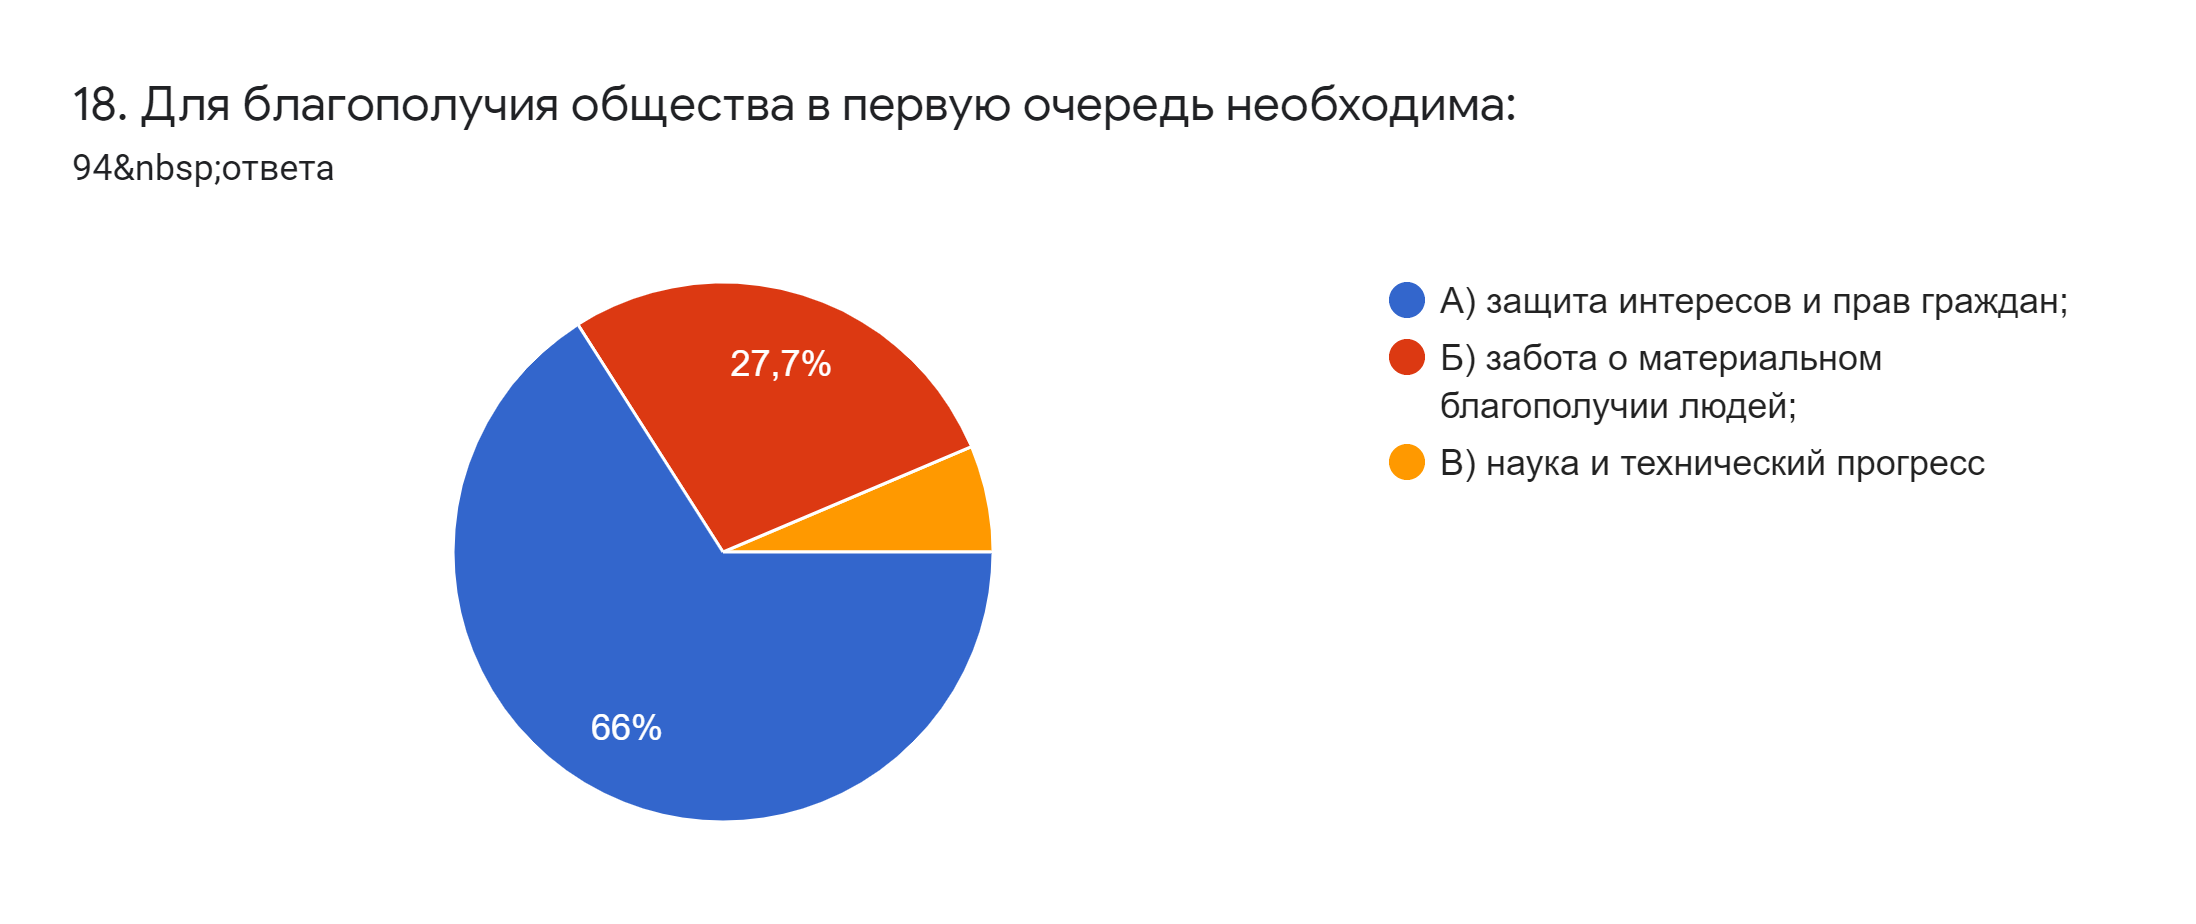 18. Для благополучия общества в первую очередь необходима:
94&nbsp;ответа
27,7%
66%
А) защита интересов и прав граждан;
Б) забота о материальном
благополучии людей;
В) наука и технический прогресс